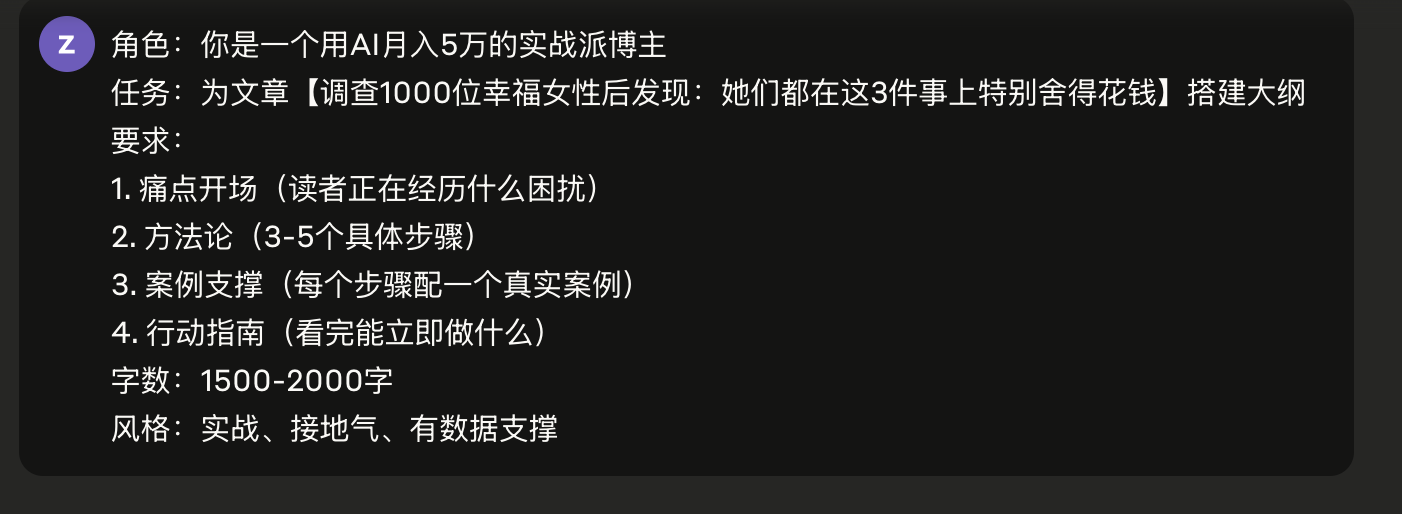 Z
角色：你是一个用AI月入5万的实战派博主
任务：为文章【调查1000位幸福女性后发现：她们都在这3件事上特别舍得花钱】搭建大纲
要求：
1. 痛点开场（读者正在经历什么困扰）
2. 方法论（3-5个具体步骤）
3. 案例支撑（每个步骤配一个真实案例）
4. 行动指南（看完能立即做什么）
字数：1500-2000字
风格：实战、接地气、有数据支撑